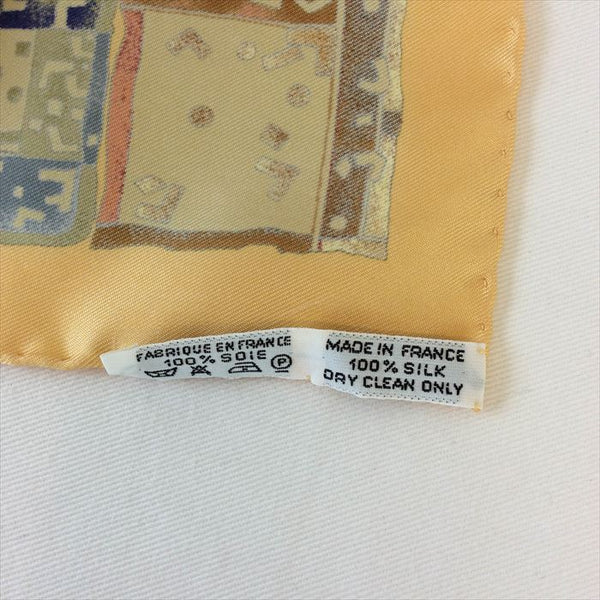 FABRIQUE EN FRANCE
100% SOIE
MADE IN FRANCE
100% SILK
DRY CLEAN ONLY